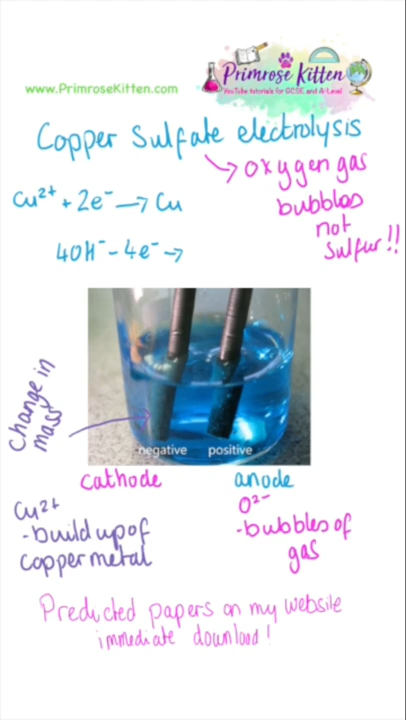 www.PrimroseKitten.com
Primrose Kitten
YouTube tutorials for GCSE and A-Level
Copper Sulfate electrolysis
→ oxygen gas
bubbles
not
Sulfur!!
Cu²⁺ + 2e⁻ → Cu
4OH⁻ - 4e⁻ →
Change in
mass
negative positive
cathode
anode
Cu²⁺
- build up of
copper metal
O²⁻
- bubbles of
gas
Predicted papers on my website
immediate download!